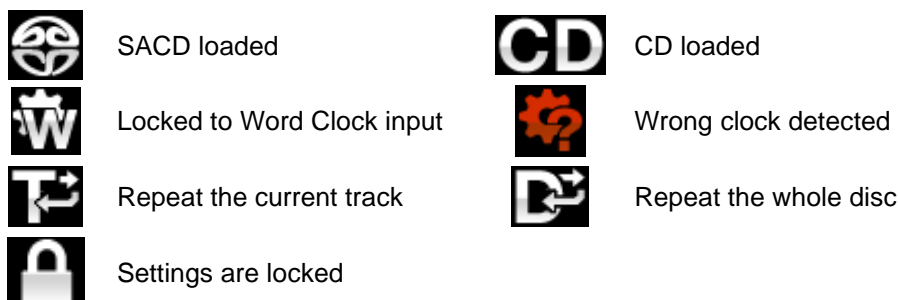 SACD loaded
CD CD loaded
W Locked to Word Clock input
? Wrong clock detected
T Repeat the current track
D Repeat the whole disc
Settings are locked